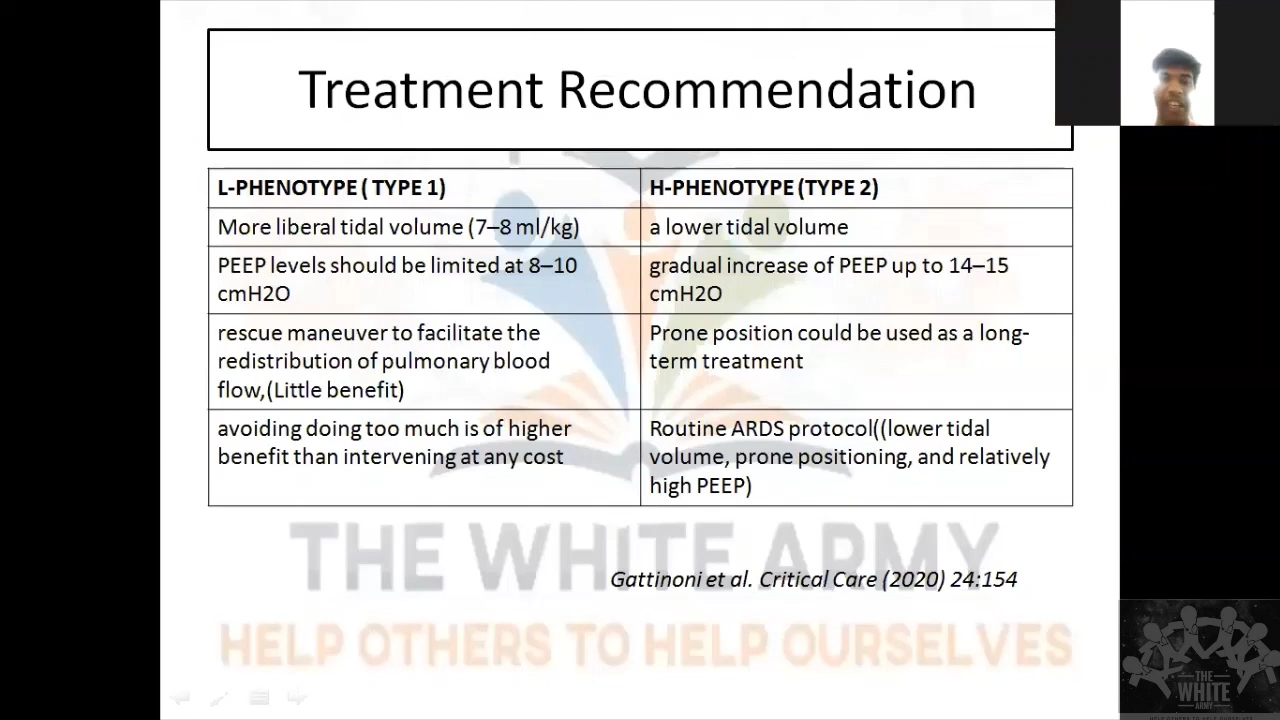 Treatment Recommendation
L-PHENOTYPE ( TYPE 1)
H-PHENOTYPE (TYPE 2)
More liberal tidal volume (7–8 ml/kg)
a lower tidal volume
PEEP levels should be limited at 8–10
cmH2O
gradual increase of PEEP up to 14–15
cmH2O
rescue maneuver to facilitate the
redistribution of pulmonary blood
flow,(Little benefit)
Prone position could be used as a long-
term treatment
avoiding doing too much is of higher
benefit than intervening at any cost
Routine ARDS protocol((lower tidal
volume, prone positioning, and relatively
high PEEP)
THE WHITE ARMY
Gattinoni et al. Critical Care (2020) 24:154
HELP OTHERS TO HELP OURSELVES
THE
WHITE
ARMY
HELP OTHERS TO HELP OURSELVES